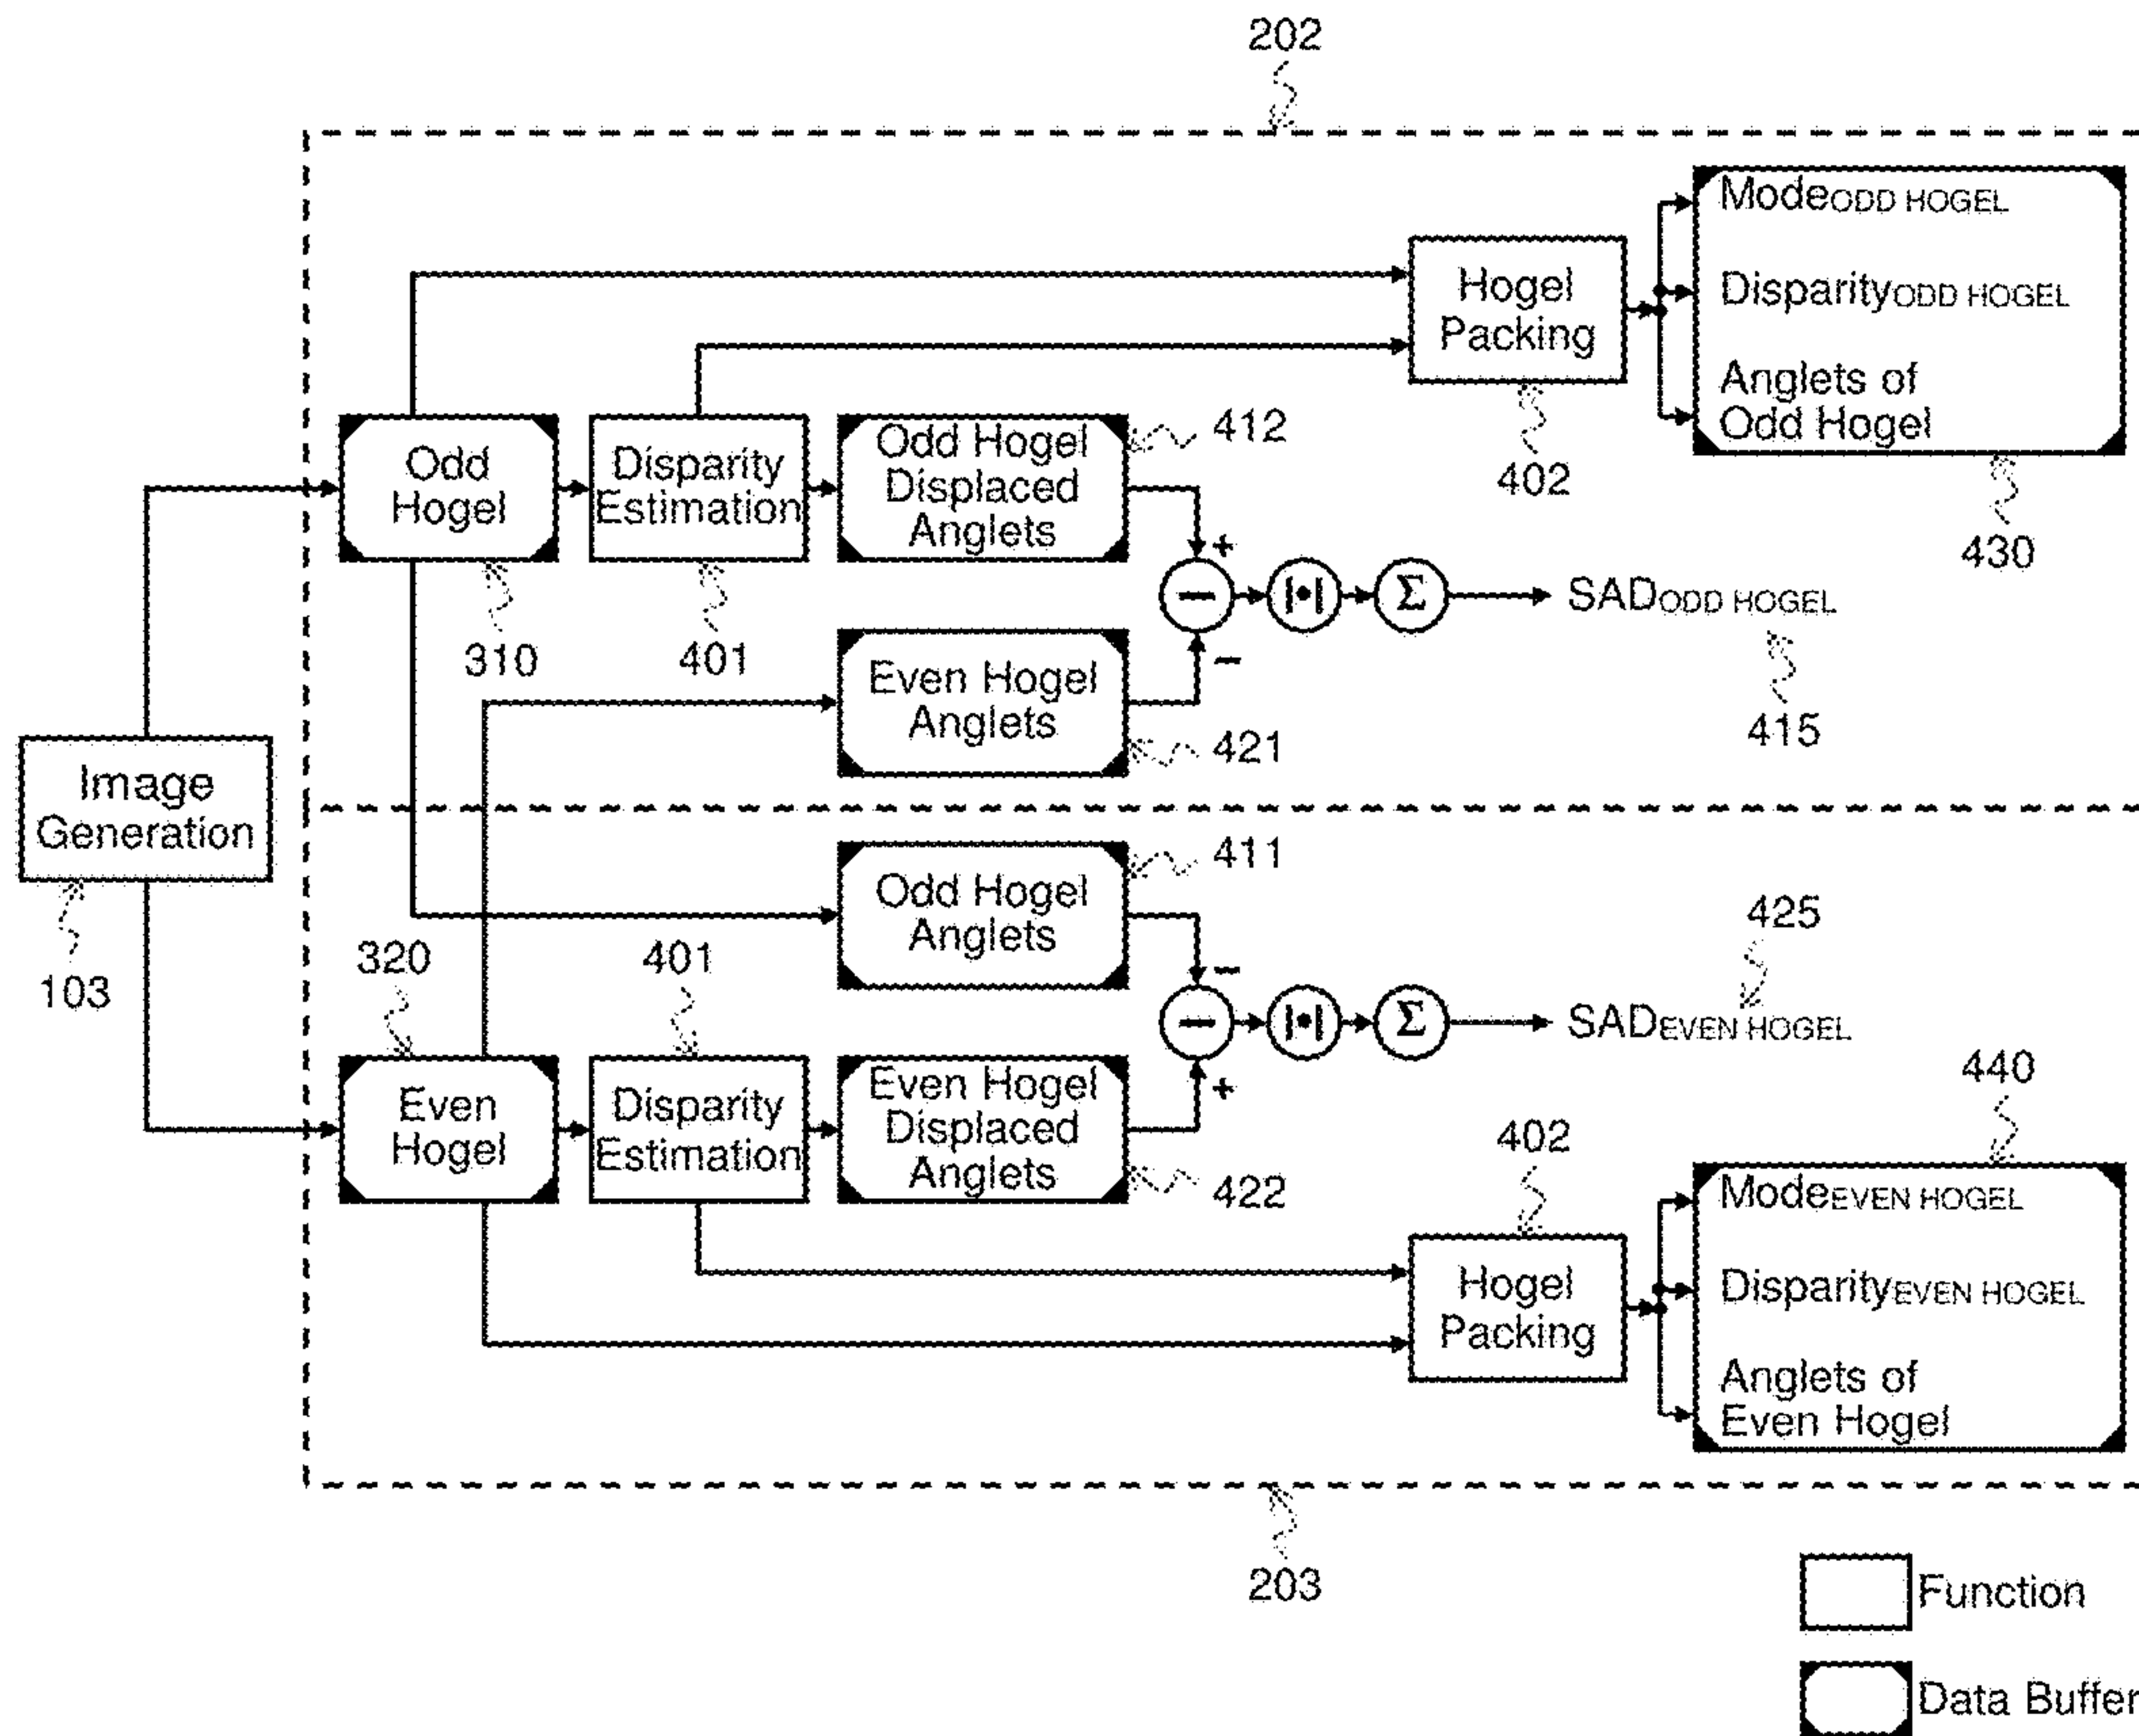 202
ModeODD HOGEL
Hogel
Packing
DisparityODD HOGEL
Anglets of
Odd Hogel
402
430
Odd
Hogel
Disparity
Estimation
Odd Hogel
Displaced
Anglets
412
+
−
|•|
Σ
SADODD HOGEL
415
310
401
Even Hogel
Anglets
−
421
Image
Generation
103
Odd Hogel
Anglets
411
−
320
401
−
|•|
Σ
SADEVEN HOGEL
425
Even
Hogel
Disparity
Estimation
Even Hogel
Displaced
Anglets
+
422
440
402
Hogel
Packing
ModeEVEN HOGEL
DisparityEVEN HOGEL
Anglets of
Even Hogel
203
Function
Data Buffer